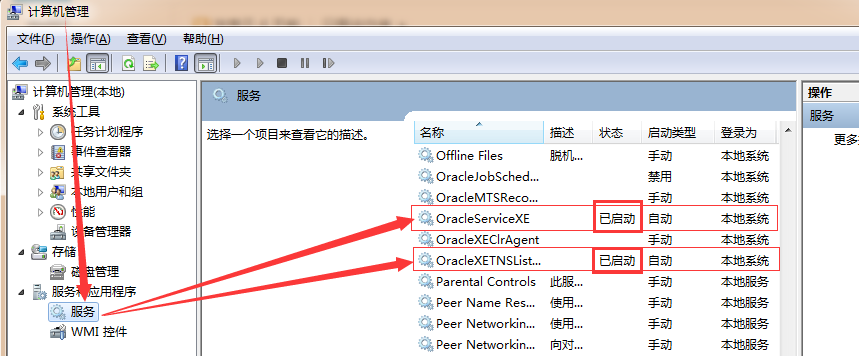 计算机管理
文件(F) 操作(A) 查看(V) 帮助(H)
计算机管理(本地)
系统工具
任务计划程序
事件查看器
共享文件夹
本地用户和组
性能
设备管理器
存储
磁盘管理
服务和应用程序
服务
WMI 控件
服务
选择一个项目来查看它的描述。
名称 描述 状态 启动类型 登录为
Offline Files 脱机... 手动 本地系统
OracleJobSched... 禁用 本地系统
OracleMTSReco... 手动 本地系统
OracleServiceXE 已启动 自动 本地系统
OracleXEClrAgent 手动 本地系统
OracleXETNSList... 已启动 自动 本地系统
Parental Controls 此服... 手动 本地服务
Peer Name Res... 使用... 手动 本地服务
Peer Networkin... 使用... 手动 本地服务
Peer Networkin... 向对... 手动 本地服务
操作
服务
更多